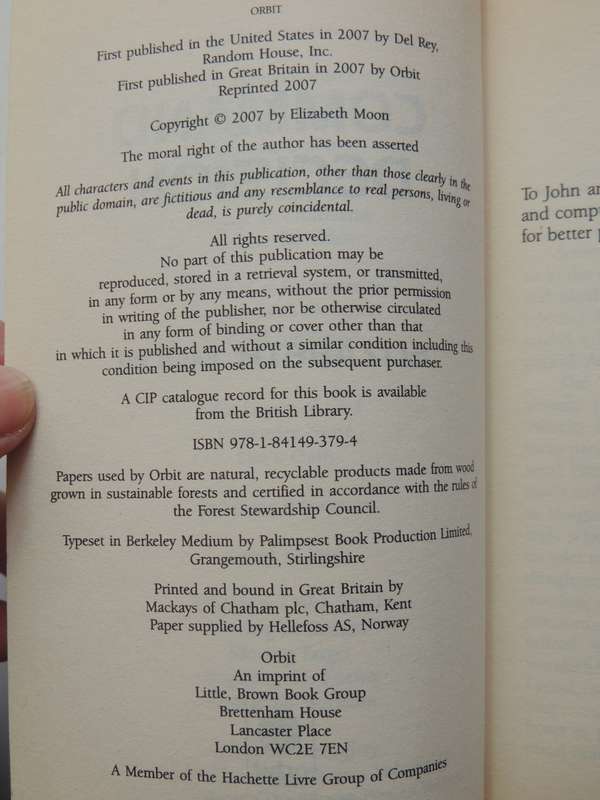 ORBIT
First published in the United States in 2007 by Del Rey,
Random House, Inc.
First published in Great Britain in 2007 by Orbit
Reprinted 2007
Copyright © 2007 by Elizabeth Moon
The moral right of the author has been asserted
All characters and events in this publication, other than those clearly in the
public domain, are fictitious and any resemblance to real persons, living or
dead, is purely coincidental.
All rights reserved.
No part of this publication may be
reproduced, stored in a retrieval system, or transmitted,
in any form or by any means, without the prior permission
in writing of the publisher, nor be otherwise circulated
in any form of binding or cover other than that
in which it is published and without a similar condition including this
condition being imposed on the subsequent purchaser.
A CIP catalogue record for this book is available
from the British Library.
ISBN 978-1-84149-379-4
Papers used by Orbit are natural, recyclable products made from wood
grown in sustainable forests and certified in accordance with the rules of
the Forest Stewardship Council.
Typeset in Berkeley Medium by Palimpsest Book Production Limited,
Grangemouth, Stirlingshire
Printed and bound in Great Britain by
Mackays of Chatham plc, Chatham, Kent
Paper supplied by Hellefoss AS, Norway
Orbit
An imprint of
Little, Brown Book Group
Brettenham House
Lancaster Place
London WC2E 7EN
A Member of the Hachette Livre Group of Companies
To John
and
for better